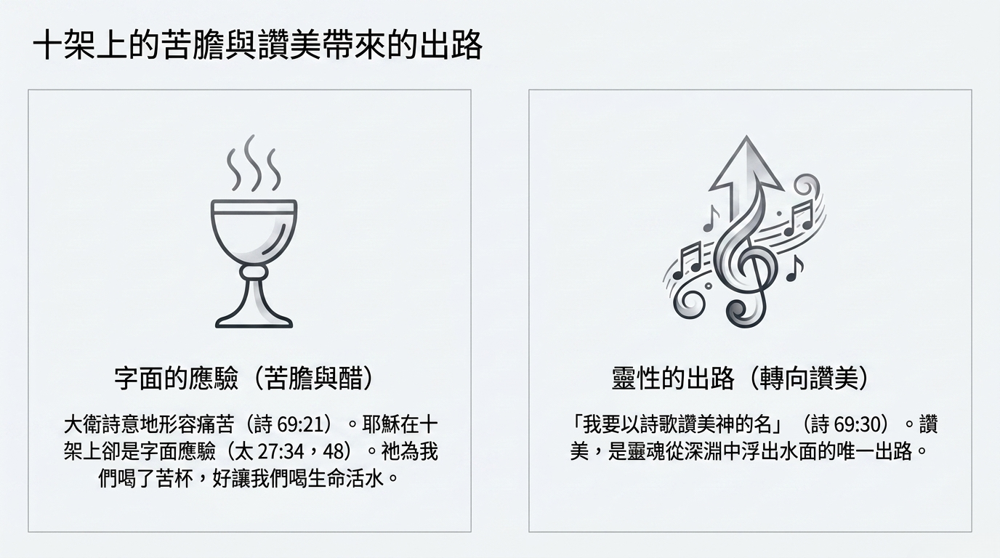 十架上的苦膽與讚美帶來的出路
字面的應驗（苦膽與醋）
大衛詩意地形容痛苦（詩 69:21）。耶穌在十
架上卻是字面應驗（太 27:34，48）。祂為我
們喝了苦杯，好讓我們喝生命活水。
靈性的出路（轉向讚美）
「我要以詩歌讚美神的名」（詩 69:30）。讚
美，是靈魂從深淵中浮出水面的唯一出路。